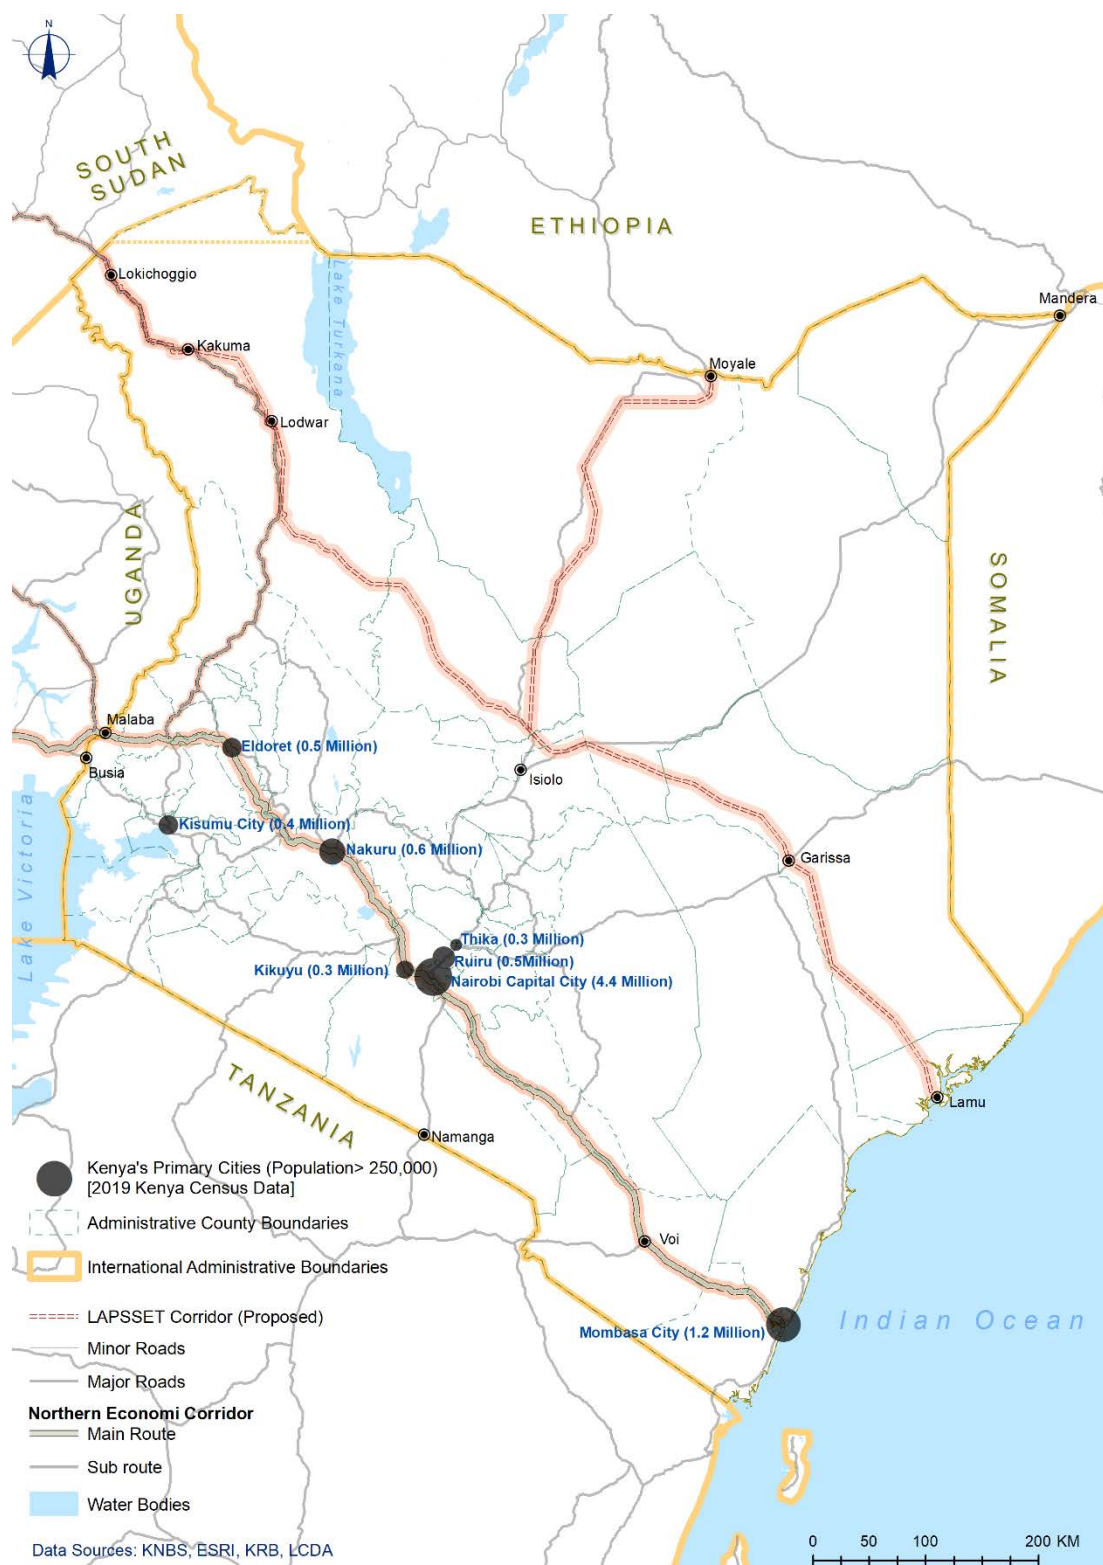 N
SOUTH
SUDAN
ETHIOPIA
Lokichoggio
Lake Turkana
Mandera
Kakuma
Moyale
Lodwar
UGANDA
SOMALIA
Malaba
Eldoret (0.5 Million)
Busia
Isiolo
Lake Victoria
Kisumu City (0.4 Million)
Nakuru (0.6 Million)
Garissa
Thika (0.3 Million)
Ruiru (0.5Million)
Kikuyu (0.3 Million)
Nairobi Capital City (4.4 Million)
TANZANIA
Lamu
Namanga
Voi
Mombasa City (1.2 Million)
Indian Ocean
Kenya's Primary Cities (Population> 250,000)
[2019 Kenya Census Data]
Administrative County Boundaries
International Administrative Boundaries
LAPSSET Corridor (Proposed)
Minor Roads
Major Roads
Northern Economi Corridor
Main Route
Sub route
Water Bodies
Data Sources: KNBS, ESRI, KRB, LCDA
0 50 100 200 KM